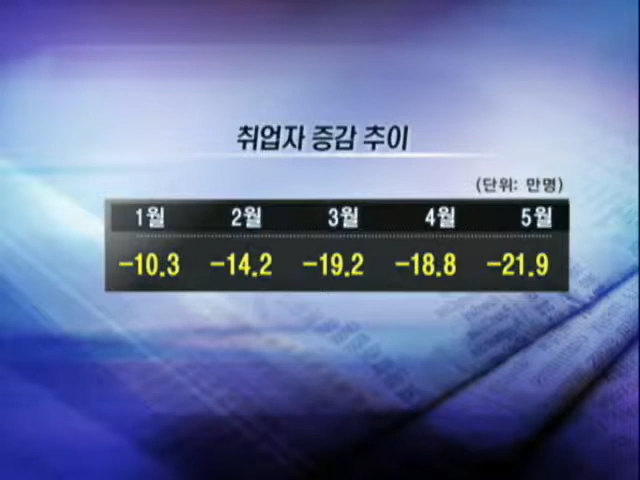 취업자 증감 추이
(단위: 만명)
1월 2월 3월 4월 5월
-10.3 -14.2 -19.2 -18.8 -21.9